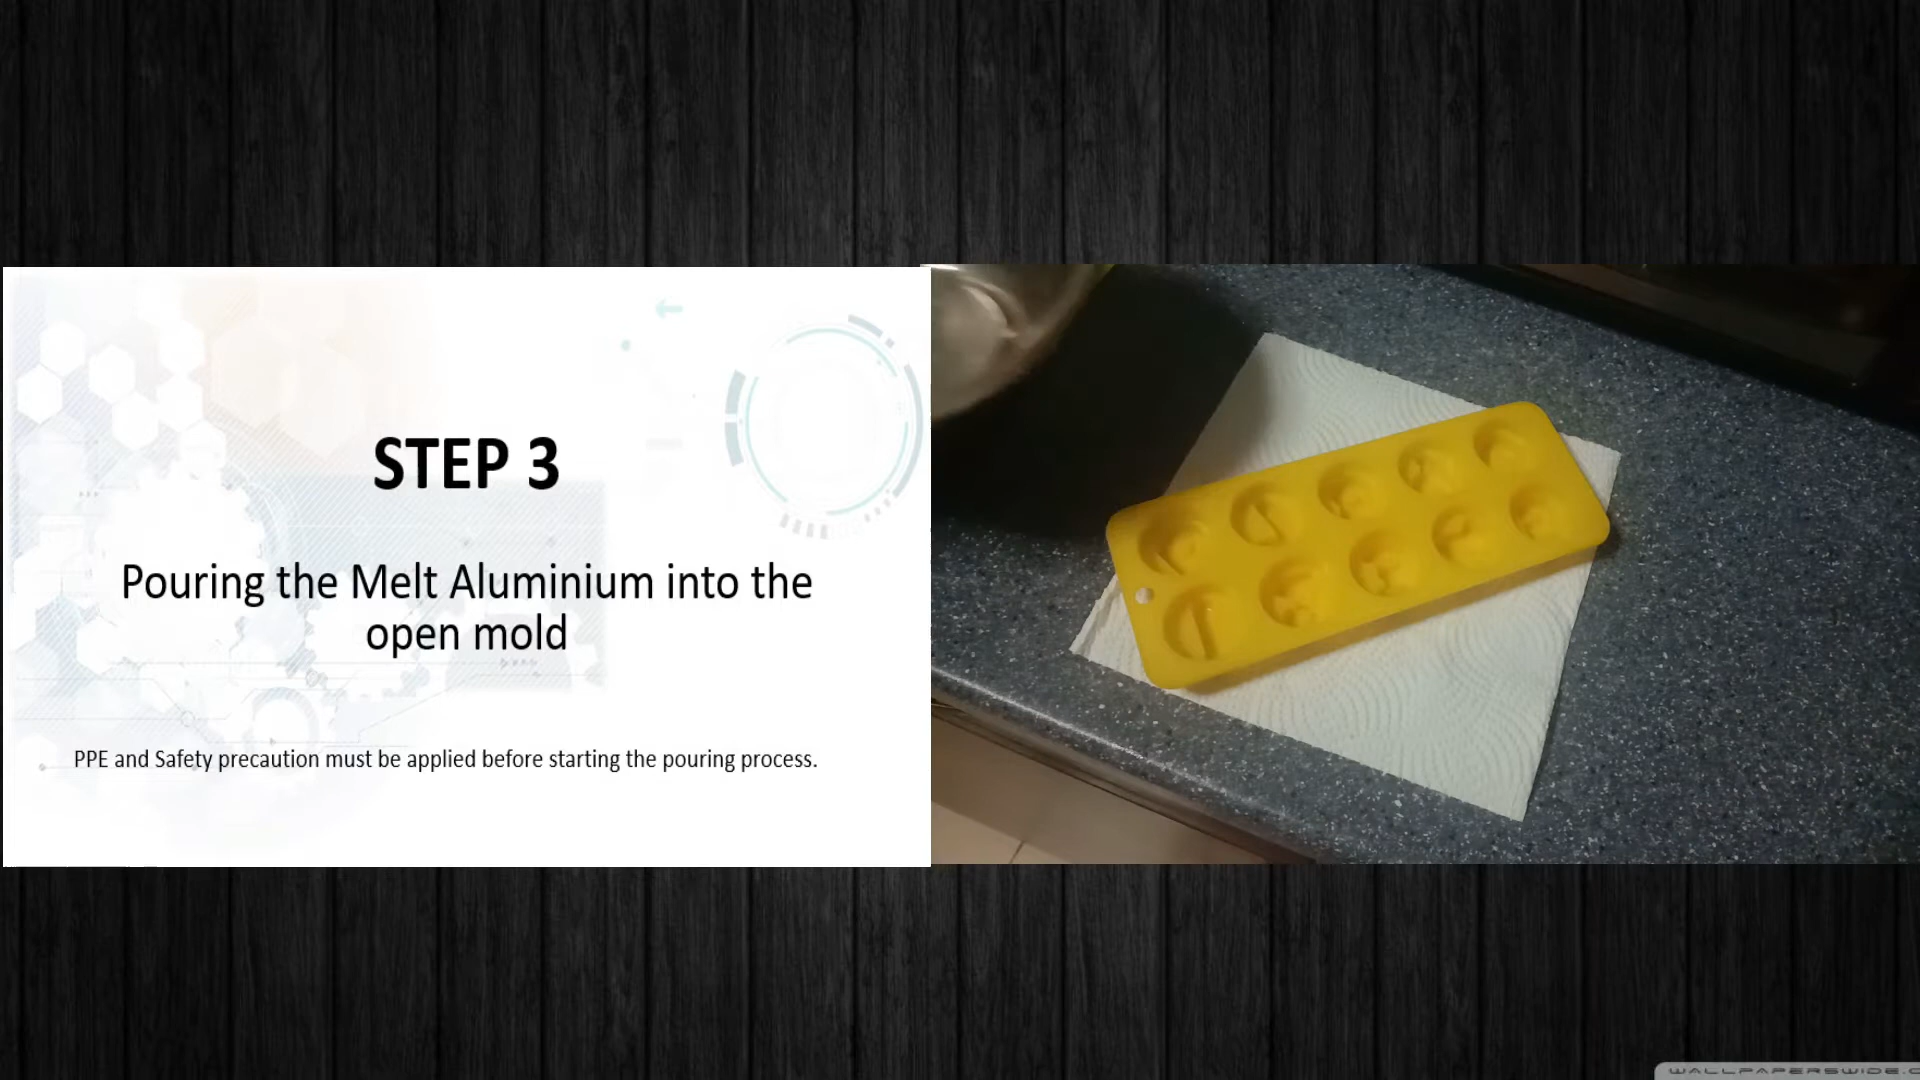 STEP 3
Pouring the Melt Aluminium into the
open mold
PPE and Safety precaution must be applied before starting the pouring process.
WALLPAPERSWIDE.C